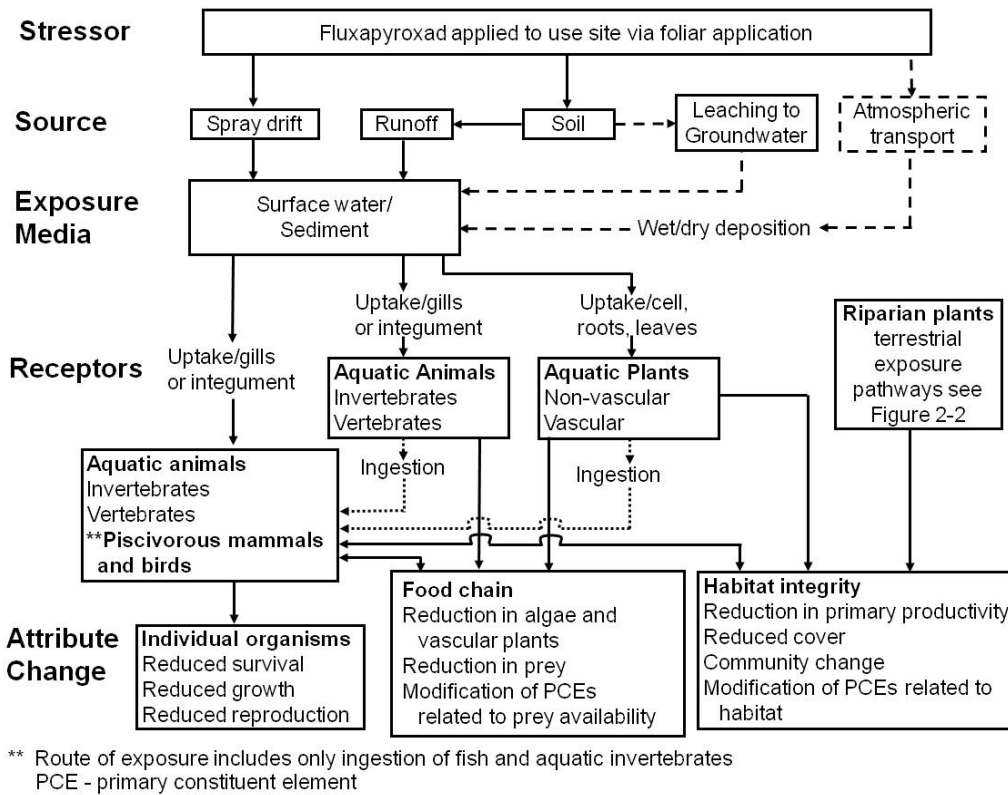 Stressor
Fluxapyroxad applied to use site via foliar application
Source
Spray drift
Runoff
Soil
Leaching to
Groundwater
Atmospheric
transport
Exposure
Media
Surface water/
Sediment
Wet/dry deposition
Uptake/gills
or integument
Uptake/cell,
roots, leaves
Riparian plants
terrestrial
exposure
pathways see
Figure 2-2
Receptors
Uptake/gills
or integument
Aquatic Animals
Invertebrates
Vertebrates
Aquatic Plants
Non-vascular
Vascular
Ingestion
Ingestion
Aquatic animals
Invertebrates
Vertebrates
**Piscivorous mammals
and birds
Attribute
Change
Individual organisms
Reduced survival
Reduced growth
Reduced reproduction
Food chain
Reduction in algae and
vascular plants
Reduction in prey
Modification of PCEs
related to prey availability
Habitat integrity
Reduction in primary productivity
Reduced cover
Community change
Modification of PCEs related to
habitat
** Route of exposure includes only ingestion of fish and aquatic invertebrates
PCE - primary constituent element